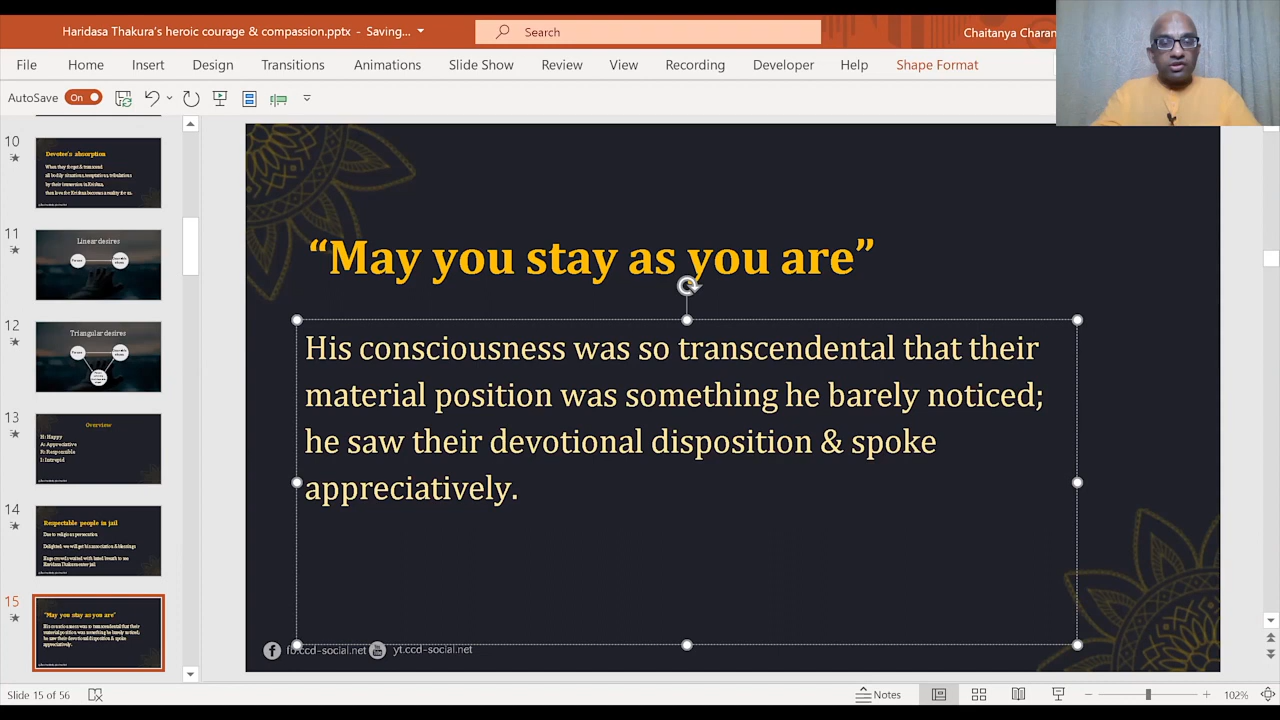 Haridasa Thakura's heroic courage & compassion.pptx - Saving...
Search
Chaitanya Charan
File Home Insert Design Transitions Animations Slide Show Review View Recording Developer Help Shape Format
AutoSave On
10
Devotee's absorption
When they forget & transcend
all bodily situations, temptations, tribulations
by their immersion in Krishna,
then love for Krishna becomes a reality for us.
11
Linear desires
12
Triangular desires
13
Overview
H: Happy
A: Appreciative
R: Responsible
I: Intrepid
14
Respectable people in jail
Due to religious persecution
Delighted, we will get his association & blessings
Huge crowds waited with bated breath to see
Haridasa Thakura enter jail
15
"May you stay as you are"
His consciousness was so transcendental that their
material position was something he barely noticed;
he saw their devotional disposition & spoke
appreciatively.
“May you stay as you are”
His consciousness was so transcendental that their
material position was something he barely noticed;
he saw their devotional disposition & spoke
appreciatively.
fb.ccd-social.net yt.ccd-social.net
Slide 15 of 56
Notes
102%